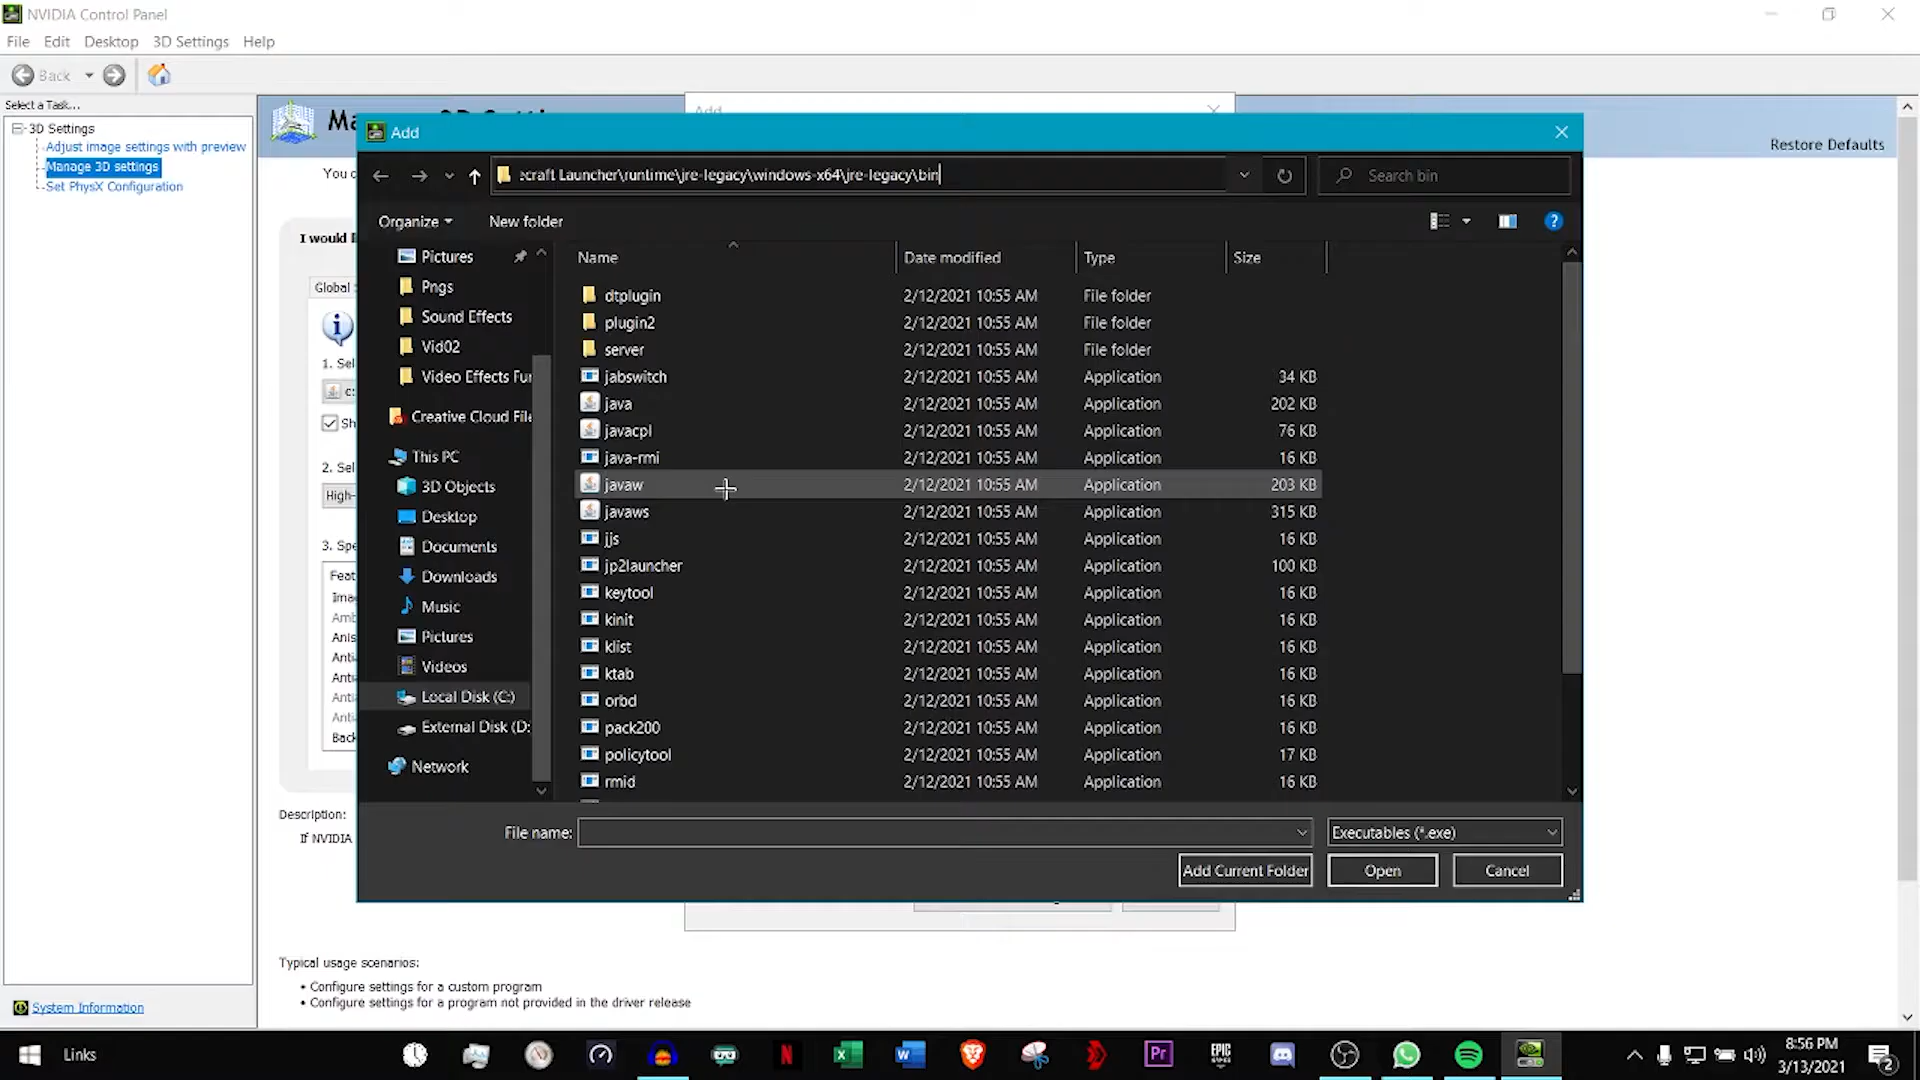 NVIDIA Control Panel
File Edit Desktop 3D Settings Help
Back
Select a Task...
3D Settings
Adjust image settings with preview
Manage 3D settings
Set PhysX Configuration
System Information
Restore Defaults
I would l
Global
1. Sel
c:
Sh
2. Sel
High-
3. Spe
Feat
Imag
Amb
Anis
Anti
Anti
Anti
Anti
Back
Description:
If NVIDIA
Typical usage scenarios:
• Configure settings for a custom program
• Configure settings for a program not provided in the driver release
Add
Add
:craft Launcher\runtime\jre-legacy\windows-x64\jre-legacy\bin
Search bin
Organize New folder
Pictures
Pngs
Sound Effects
Vid02
Video Effects Fur
Creative Cloud File
This PC
3D Objects
Desktop
Documents
Downloads
Music
Pictures
Videos
Local Disk (C:)
External Disk (D:
Network
Name Date modified Type Size
dtplugin 2/12/2021 10:55 AM File folder
plugin2 2/12/2021 10:55 AM File folder
server 2/12/2021 10:55 AM File folder
jabswitch 2/12/2021 10:55 AM Application 34 KB
java 2/12/2021 10:55 AM Application 202 KB
javacpl 2/12/2021 10:55 AM Application 76 KB
java-rmi 2/12/2021 10:55 AM Application 16 KB
javaw 2/12/2021 10:55 AM Application 203 KB
javaws 2/12/2021 10:55 AM Application 315 KB
jjs 2/12/2021 10:55 AM Application 16 KB
jp2launcher 2/12/2021 10:55 AM Application 100 KB
keytool 2/12/2021 10:55 AM Application 16 KB
kinit 2/12/2021 10:55 AM Application 16 KB
klist 2/12/2021 10:55 AM Application 16 KB
ktab 2/12/2021 10:55 AM Application 16 KB
orbd 2/12/2021 10:55 AM Application 16 KB
pack200 2/12/2021 10:55 AM Application 16 KB
policytool 2/12/2021 10:55 AM Application 17 KB
rmid 2/12/2021 10:55 AM Application 16 KB
File name: Executables (*.exe)
Add Current Folder Open Cancel
Links
N
Pr
EPIC
8:56 PM
3/13/2021
2